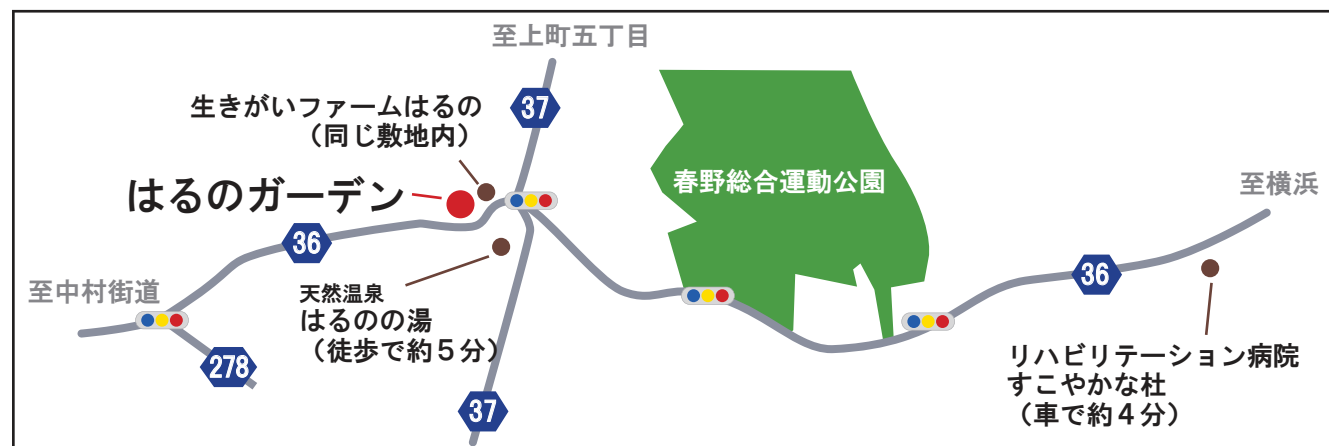 至上町五丁目
37
生きがいファームはるの
（同じ敷地内）
はるのガーデン
春野総合運動公園
至横浜
36
36
至中村街道
天然温泉
はるのの湯
（徒歩で約５分）
278
37
リハビリテーション病院
すこやかな杜
（車で約４分）